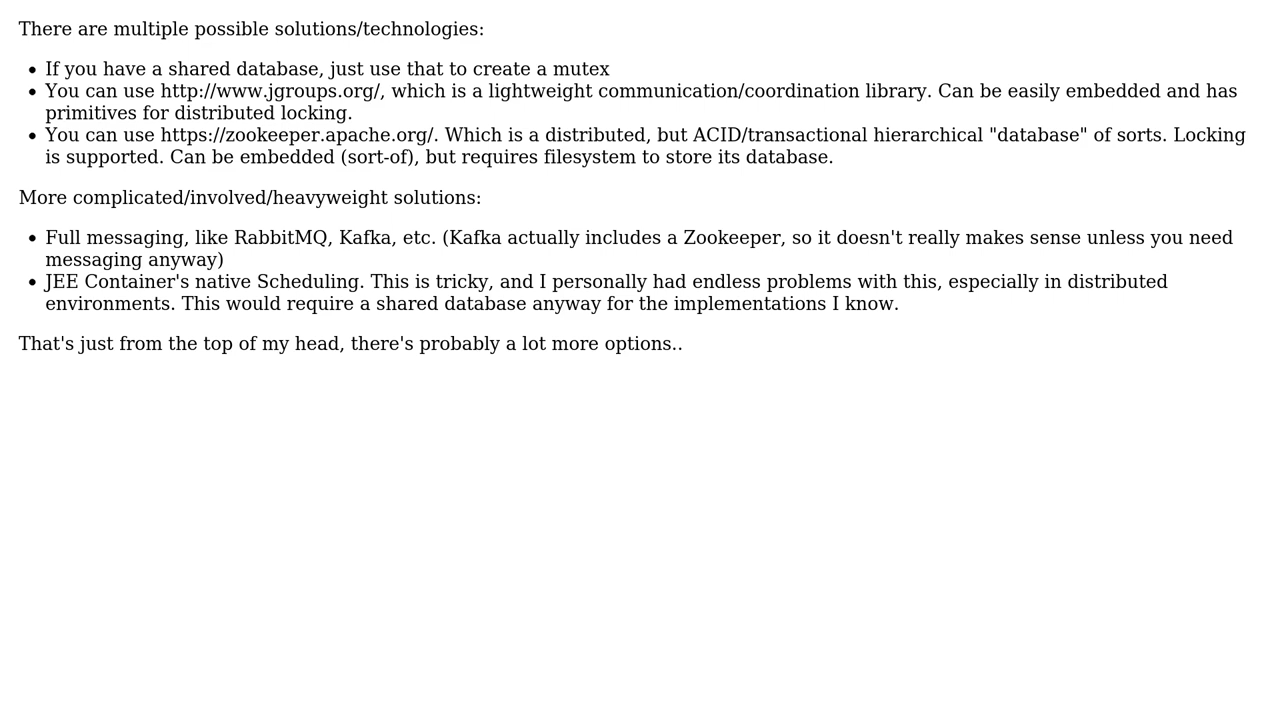 There are multiple possible solutions/technologies:
• If you have a shared database, just use that to create a mutex
• You can use http://www.jgroups.org/, which is a lightweight communication/coordination library. Can be easily embedded and has
primitives for distributed locking.
• You can use https://zookeeper.apache.org/. Which is a distributed, but ACID/transactional hierarchical "database" of sorts. Locking
is supported. Can be embedded (sort-of), but requires filesystem to store its database.
More complicated/involved/heavyweight solutions:
• Full messaging, like RabbitMQ, Kafka, etc. (Kafka actually includes a Zookeeper, so it doesn't really makes sense unless you need
messaging anyway)
• JEE Container's native Scheduling. This is tricky, and I personally had endless problems with this, especially in distributed
environments. This would require a shared database anyway for the implementations I know.
That's just from the top of my head, there's probably a lot more options..